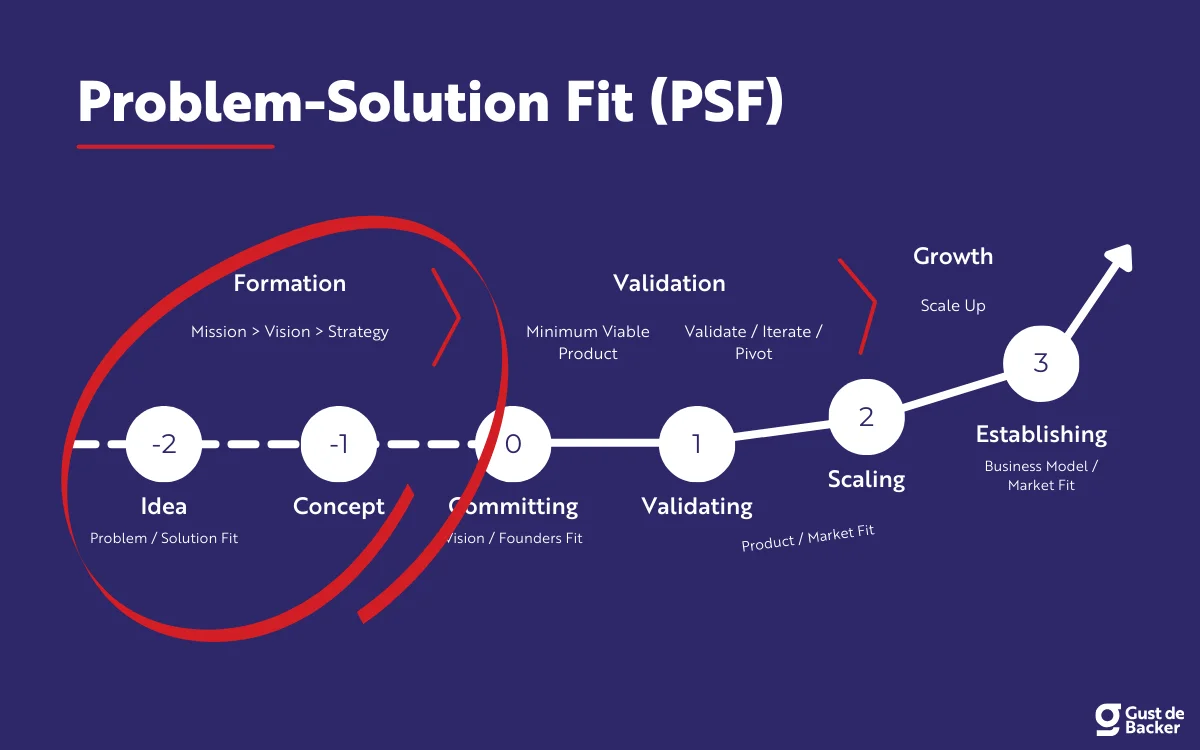 Problem-Solution Fit (PSF)
Formation
Mission > Vision > Strategy
Validation
Minimum Viable
Product
Validate / Iterate /
Pivot
Growth
Scale Up
-2
Idea
Problem / Solution Fit
-1
Concept
0
Committing
Vision / Founders Fit
1
Validating
Product / Market Fit
2
Scaling
3
Establishing
Business Model /
Market Fit
Gust de
Backer